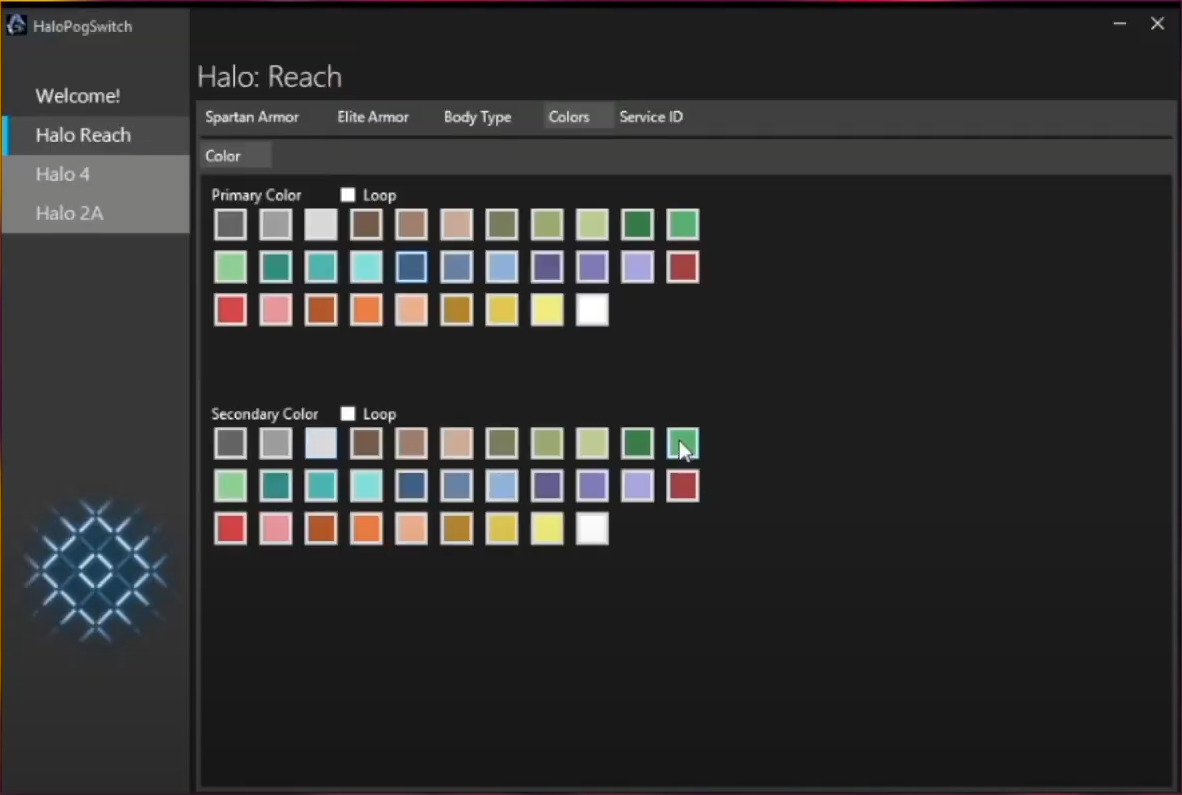 HaloPogSwitch
Welcome!
Halo Reach
Halo 4
Halo 2A
Halo: Reach
Spartan Armor Elite Armor Body Type Colors Service ID
Color
Primary Color Loop
Secondary Color Loop